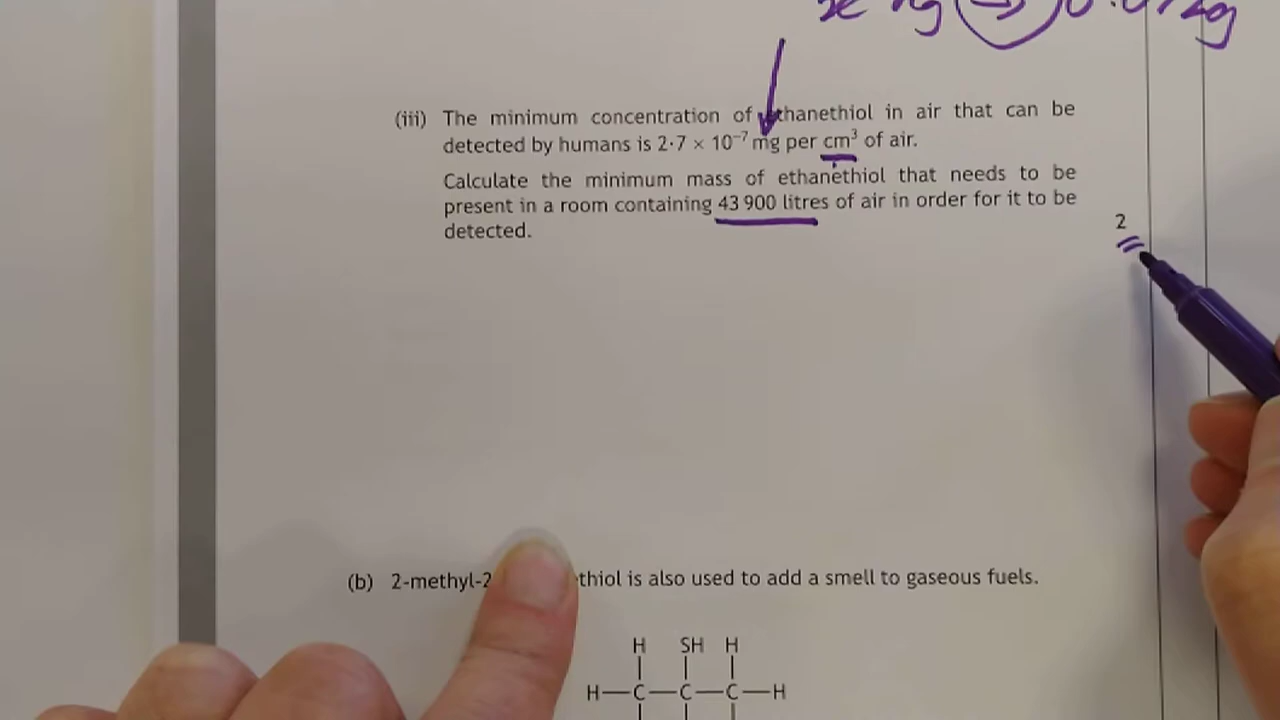 (iii) The minimum concentration of thanethiol in air that can be
detected by humans is 2·7 × 10⁻⁷ mg per cm³ of air.
Calculate the minimum mass of ethanethiol that needs to be
present in a room containing 43 900 litres of air in order for it to be
detected.
2
(b) 2-methyl-2 thiol is also used to add a smell to gaseous fuels.
H SH H
H—C—C—C—H